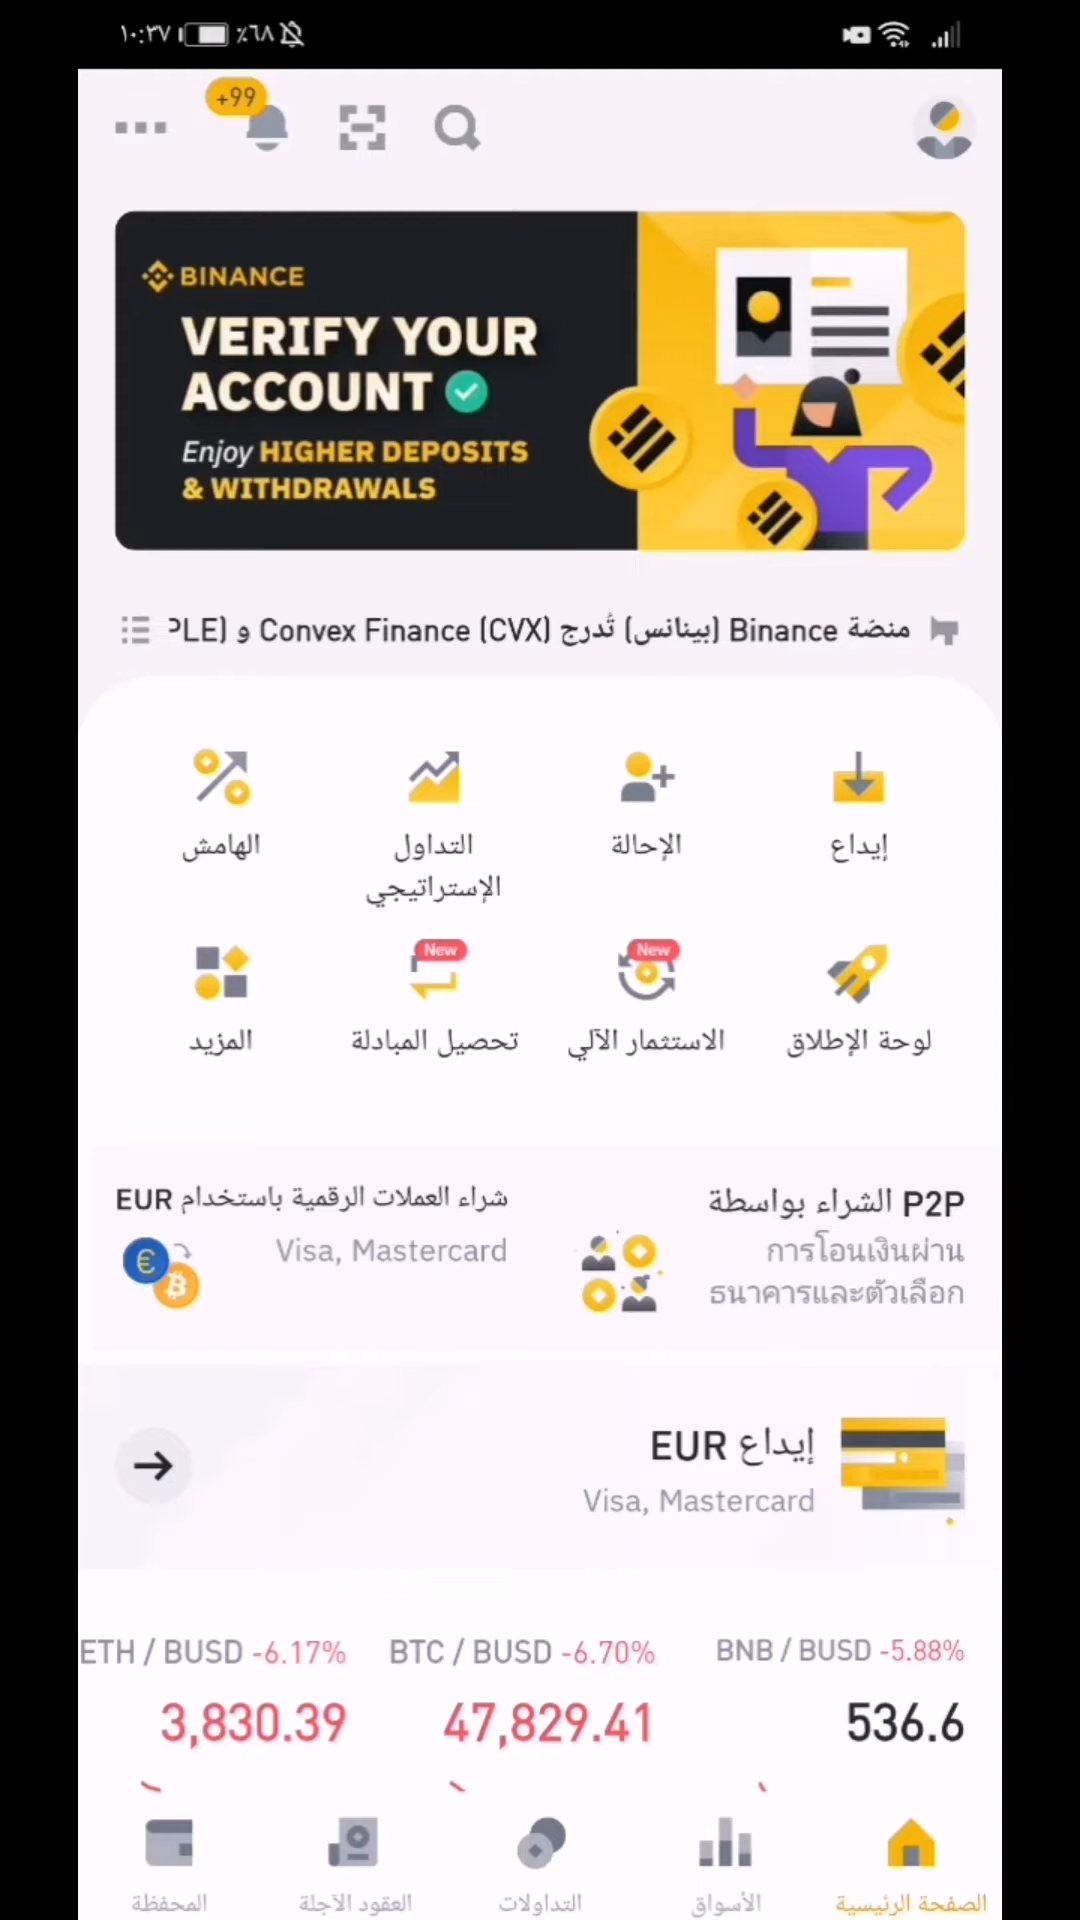 ١٠:٣٧ ٪٦٨
+99
BINANCE
VERIFY YOUR
ACCOUNT
Enjoy HIGHER DEPOSITS
& WITHDRAWALS
منصّة Binance (بينانس) تُدرج Convex Finance (CVX) و (PLE
إيداع
الإحالة
التداول
الإستراتيجي
الهامش
لوحة الإطلاق
New
الاستثمار الآلي
New
تحصيل المبادلة
المزيد
P2P الشراء بواسطة
การโอนเงินผ่าน
ธนาคารและตัวเลือก
شراء العملات الرقمية باستخدام EUR
Visa, Mastercard
إيداع EUR
Visa, Mastercard
BNB / BUSD -5.88%
536.6
BTC / BUSD -6.70%
47,829.41
ETH / BUSD -6.17%
3,830.39
الصفحة الرئيسية
الأسواق
التداولات
العقود الآجلة
المحفظة